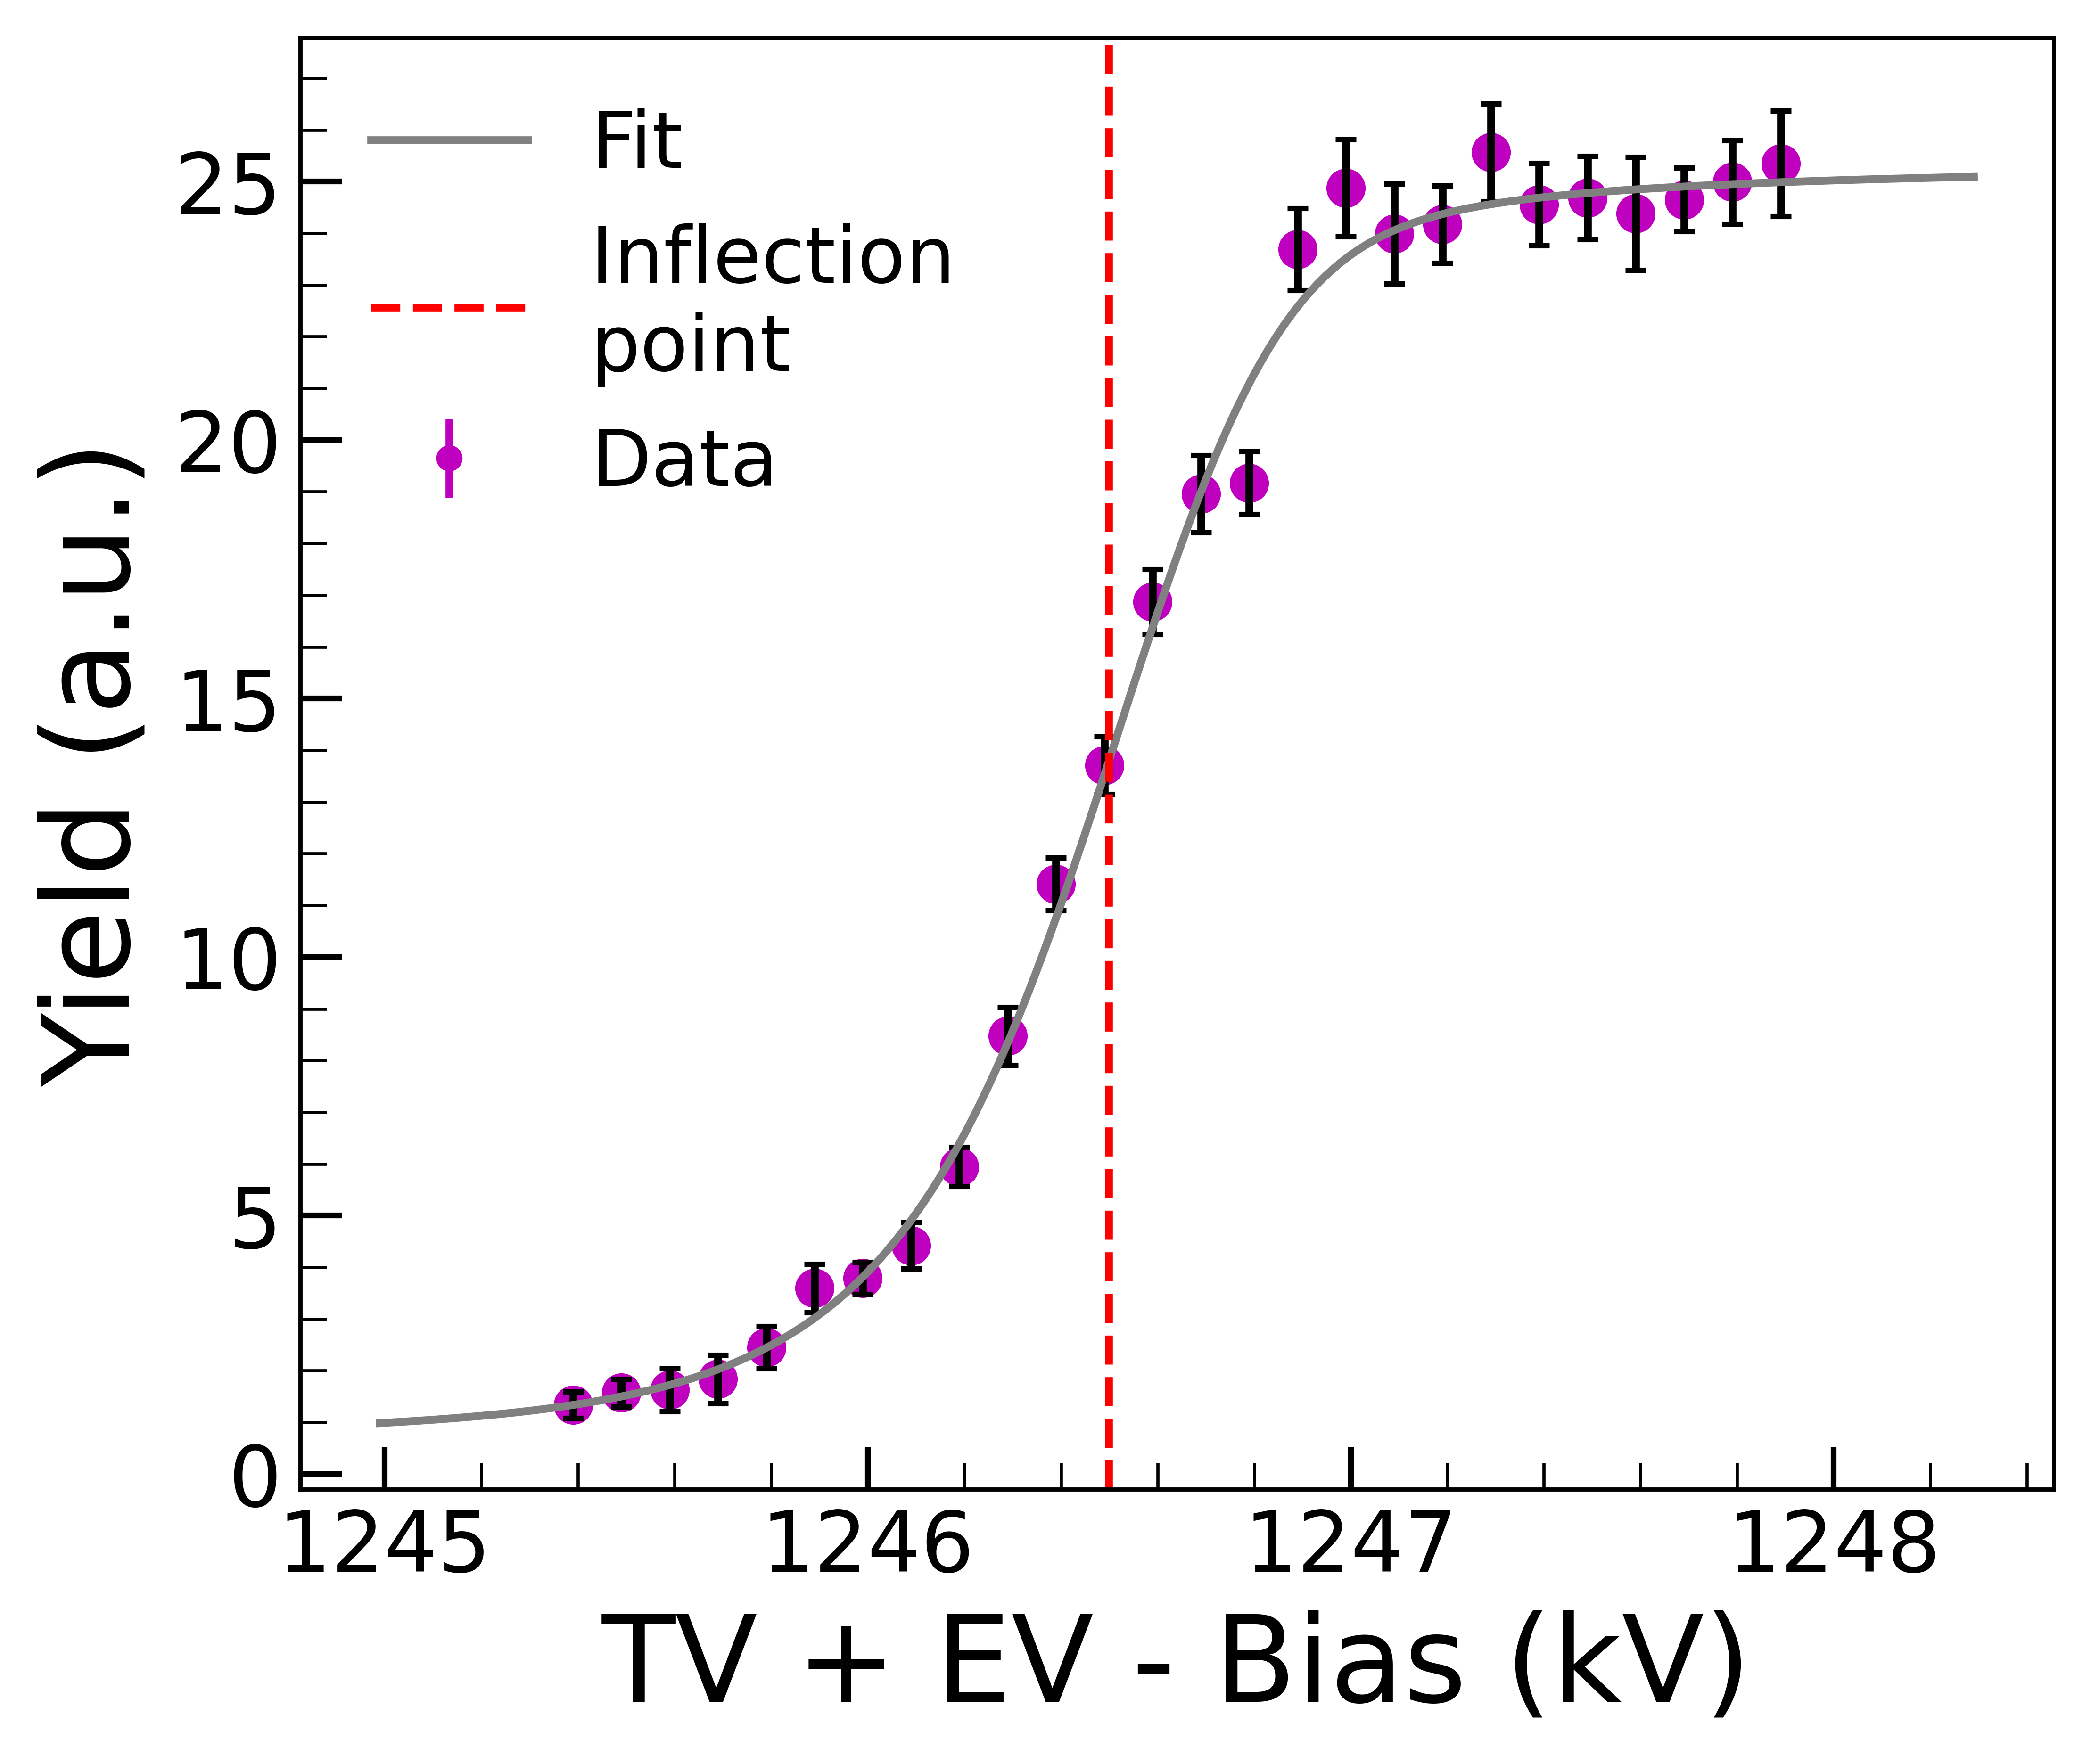 Fit
Inflection
point
Data
Yield (a.u.)
25
20
15
10
5
0
1245 1246 1247 1248
TV + EV - Bias (kV)